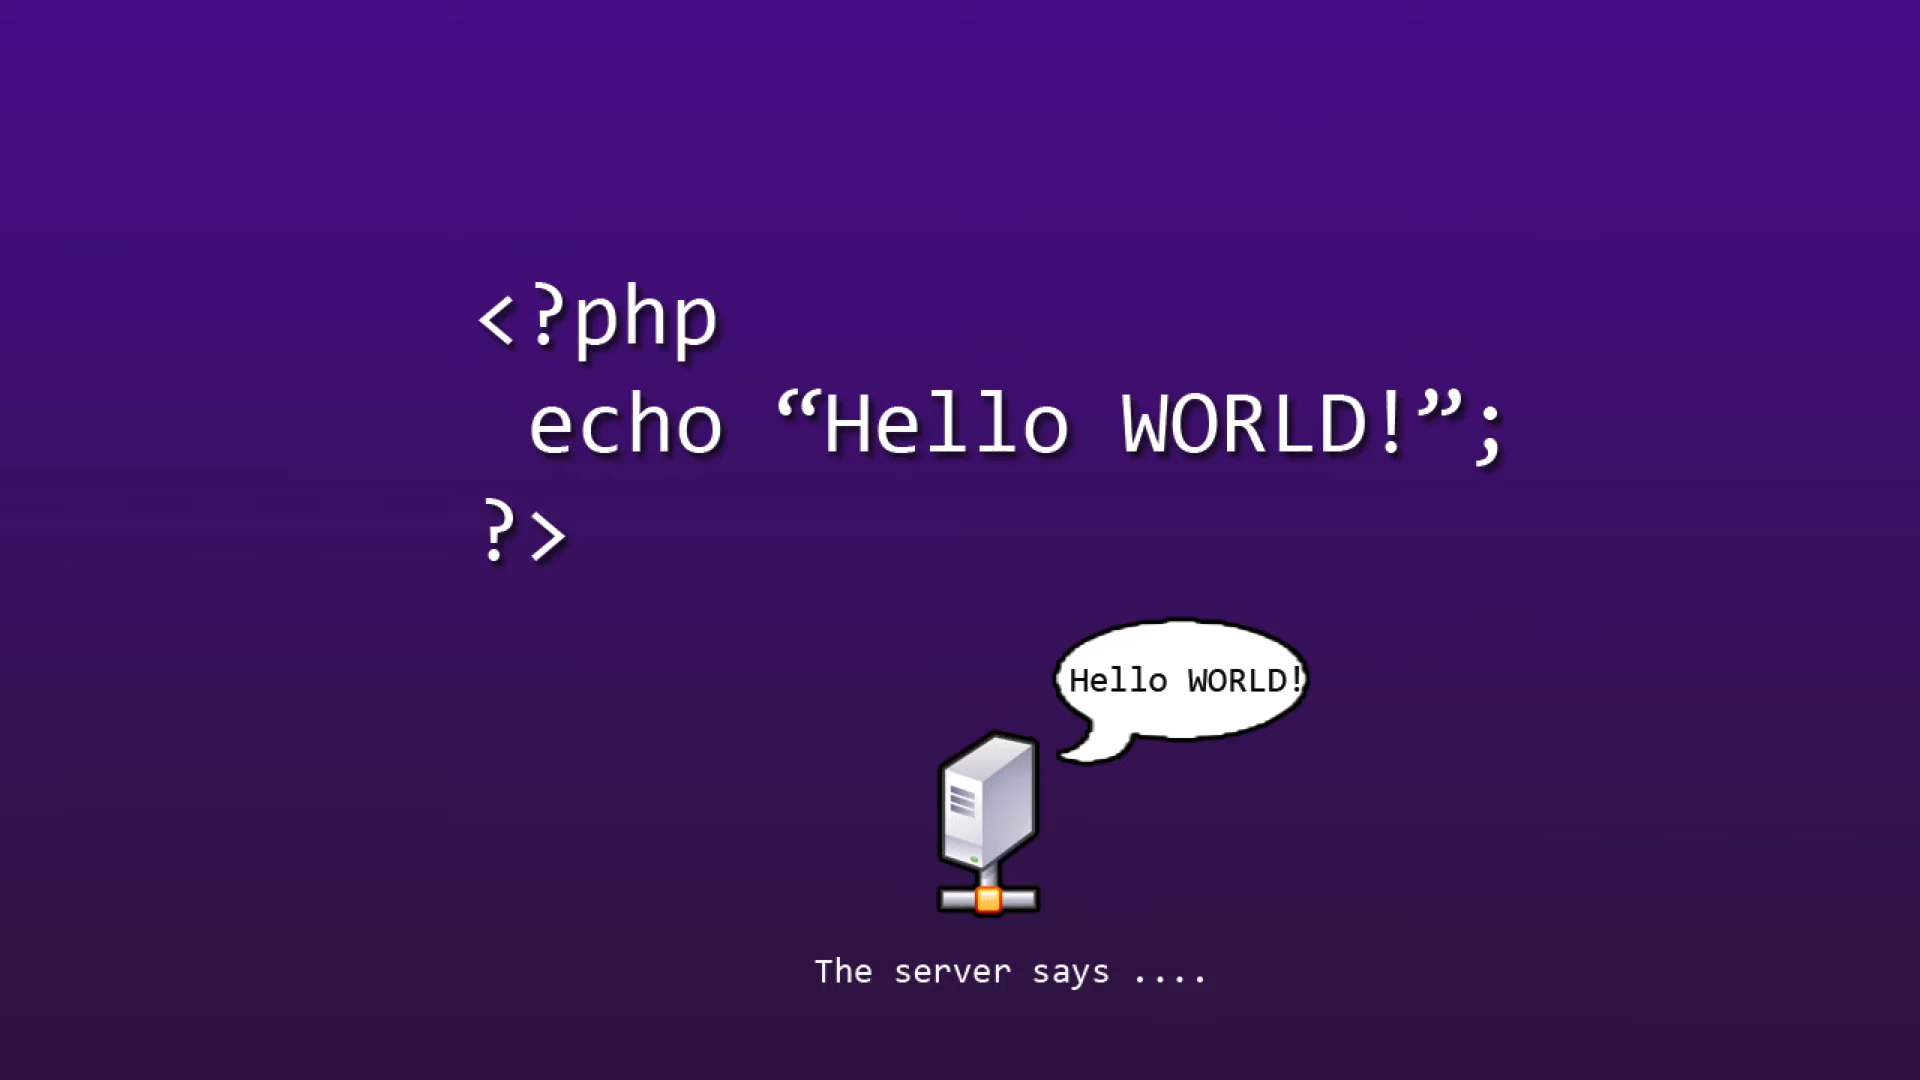 <?php
echo “Hello WORLD!”;
?>
Hello WORLD!
The server says ....